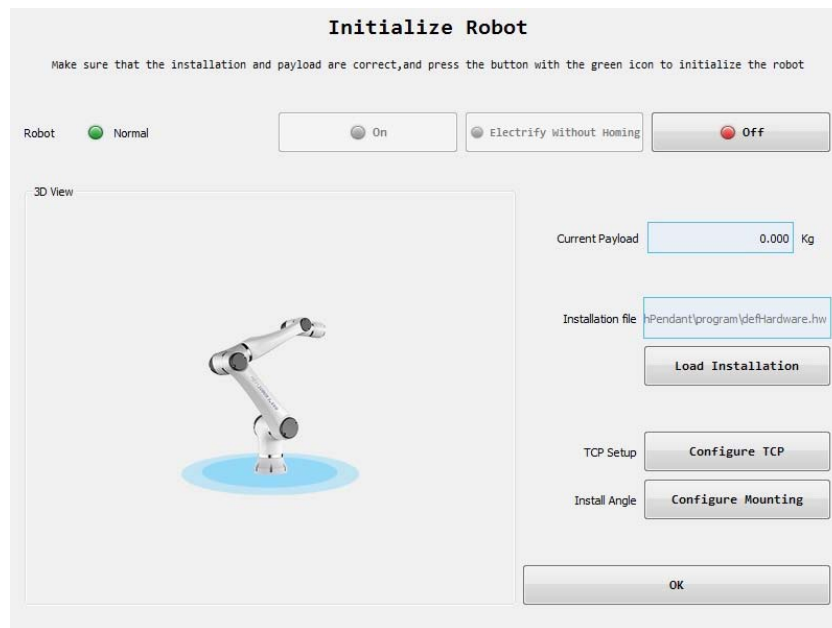 Initialize Robot
Make sure that the installation and payload are correct,and press the button with the green icon to initialize the robot
Robot Normal On Electrify Without Homing Off
3D View
Current Payload 0.000 Kg
Installation file hPendant\program\defHardware.hw
Load Installation
TCP Setup Configure TCP
Install Angle Configure Mounting
OK